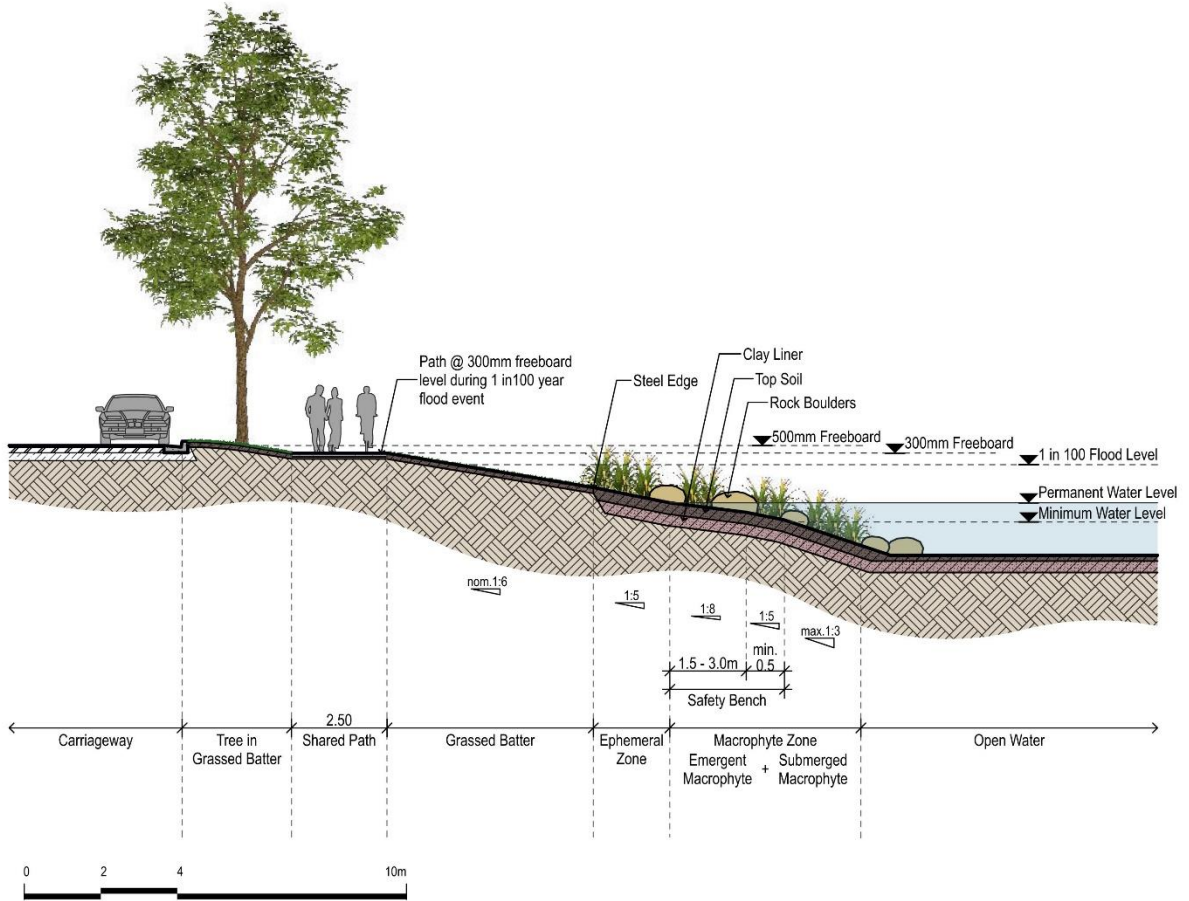 Path @ 300mm freeboard
level during 1 in100 year
flood event
Steel Edge
Clay Liner
Top Soil
Rock Boulders
500mm Freeboard
300mm Freeboard
1 in 100 Flood Level
Permanent Water Level
Minimum Water Level
nom.1:6
1:5
1:8
1:5
max.1:3
1.5 - 3.0m
min.
0.5
Safety Bench
Carriageway
Tree in
Grassed Batter
2.50
Shared Path
Grassed Batter
Ephemeral
Zone
Macrophyte Zone
Emergent
Macrophyte
+
Submerged
Macrophyte
Open Water
0
2
4
10m